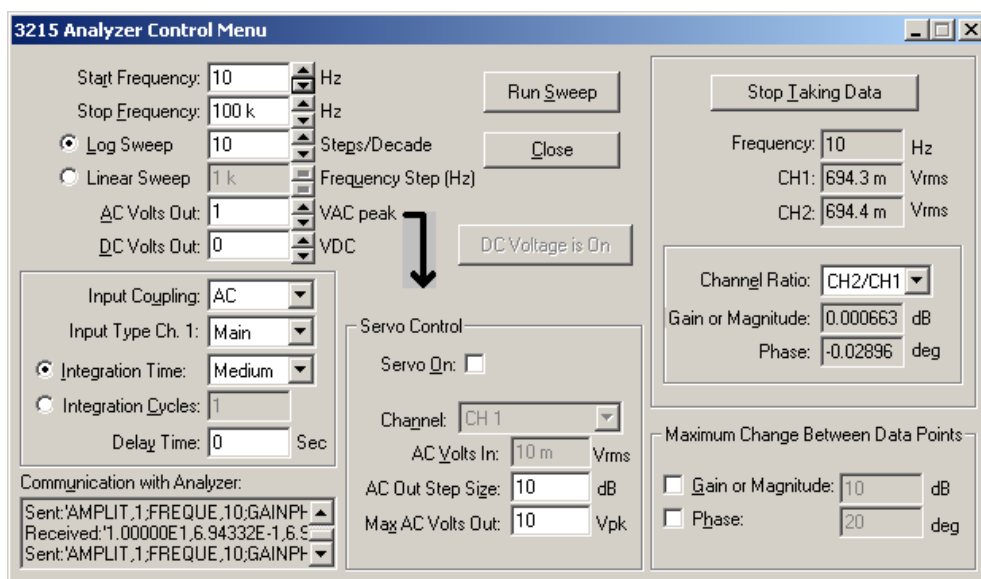 3215 Analyzer Control Menu
Start Frequency: 10 Hz
Stop Frequency: 100 k Hz
Log Sweep 10 Steps/Decade
Linear Sweep 1 k Frequency Step (Hz)
AC Volts Out: 1 VAC peak
DC Volts Out: 0 VDC
Run Sweep
Close
DC Voltage is On
Input Coupling: AC
Input Type Ch. 1: Main
Integration Time: Medium
Integration Cycles: 1
Delay Time: 0 Sec
Communication with Analyzer:
Sent:'AMPLIT,1;FREQUE,10;GAINPH
Received:'1.00000E1,6.94332E-1,6.9
Sent:'AMPLIT,1;FREQUE,10;GAINPH
Servo Control
Servo On:
Channel: CH 1
AC Volts In: 10 m Vrms
AC Out Step Size: 10 dB
Max AC Volts Out: 10 Vpk
Stop Taking Data
Frequency: 10 Hz
CH1: 694.3 m Vrms
CH2: 694.4 m Vrms
Channel Ratio: CH2/CH1
Gain or Magnitude: 0.000663 dB
Phase: -0.02896 deg
Maximum Change Between Data Points
Gain or Magnitude: 10 dB
Phase: 20 deg